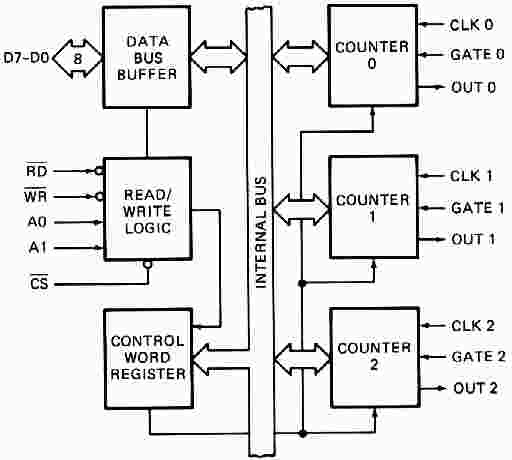 D7-D0
8
DATA
BUS
BUFFER
RD
WR
A0
A1
CS
READ/
WRITE
LOGIC
CONTROL
WORD
REGISTER
INTERNAL BUS
COUNTER
0
CLK 0
GATE 0
OUT 0
COUNTER
1
CLK 1
GATE 1
OUT 1
COUNTER
2
CLK 2
GATE 2
OUT 2